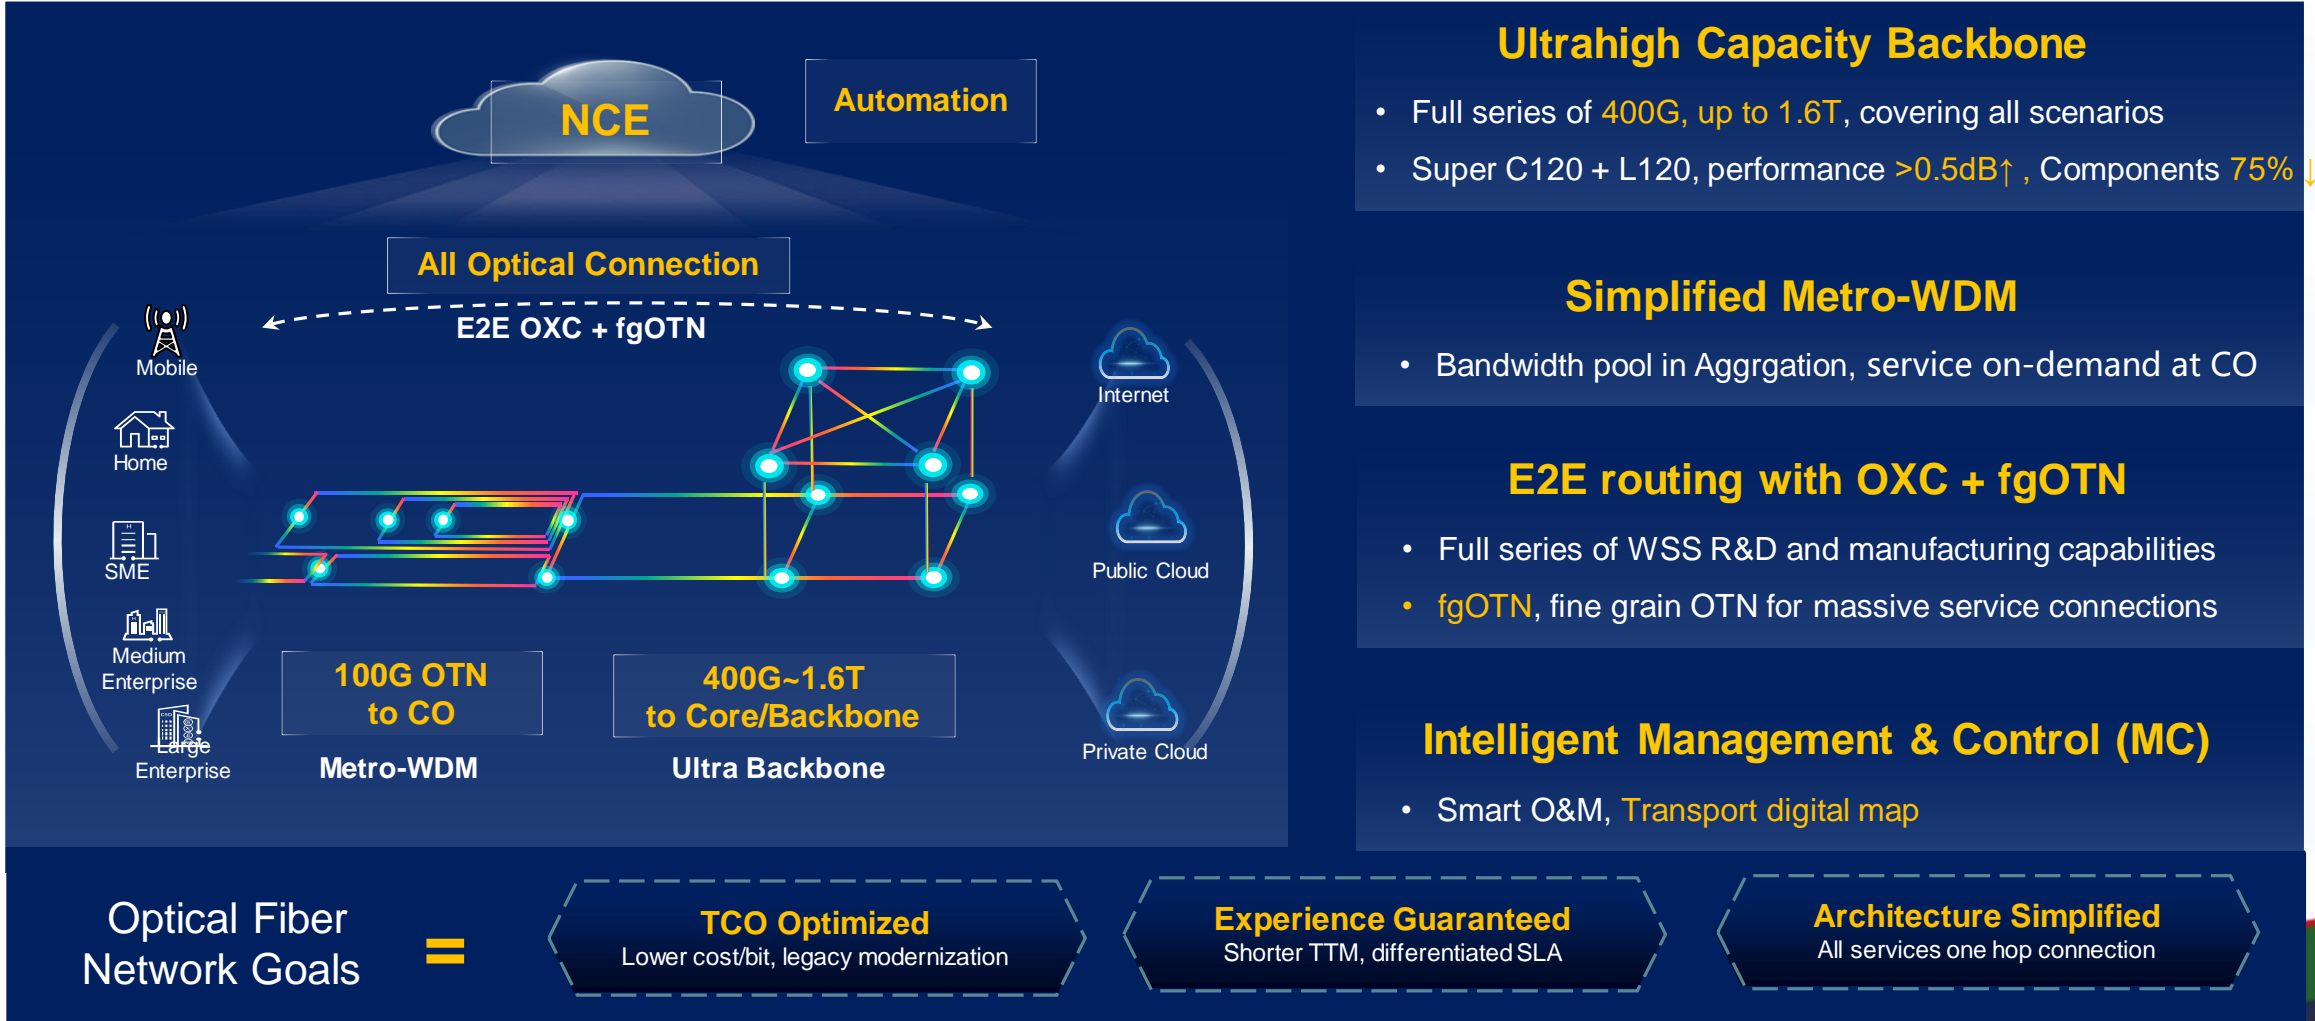 NCE
Automation
All Optical Connection
E2E OXC + fgOTN
Mobile
Home
SME
Medium
Enterprise
Large
Enterprise
Internet
Public Cloud
Private Cloud
100G OTN
to CO
Metro-WDM
400G~1.6T
to Core/Backbone
Ultra Backbone
Ultrahigh Capacity Backbone
• Full series of 400G, up to 1.6T, covering all scenarios
• Super C120 + L120, performance >0.5dB↑ , Components 75% ↓
Simplified Metro-WDM
• Bandwidth pool in Aggrgation, service on-demand at CO
E2E routing with OXC + fgOTN
• Full series of WSS R&D and manufacturing capabilities
• fgOTN, fine grain OTN for massive service connections
Intelligent Management & Control (MC)
• Smart O&M, Transport digital map
Optical Fiber
Network Goals
=
TCO Optimized
Lower cost/bit, legacy modernization
Experience Guaranteed
Shorter TTM, differentiated SLA
Architecture Simplified
All services one hop connection